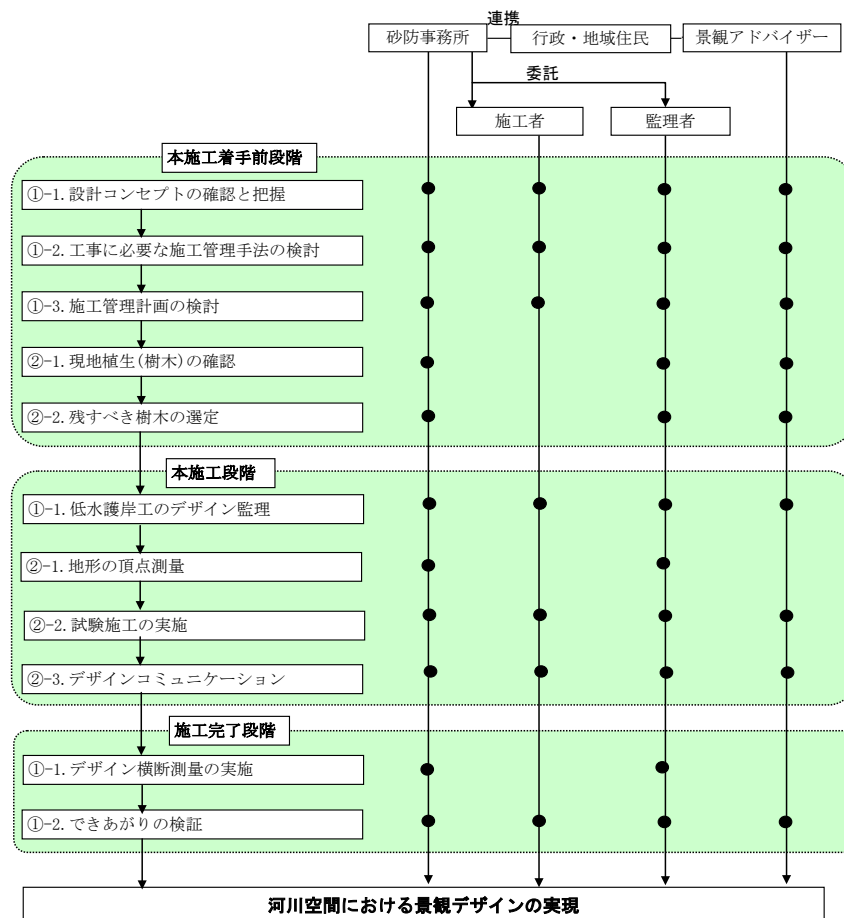 連携
砂防事務所
行政・地域住民
景観アドバイザー
委託
施工者
監理者
本施工着手前段階
①-1.設計コンセプトの確認と把握
①-2.工事に必要な施工管理手法の検討
①-3.施工管理計画の検討
②-1.現地植生(樹木)の確認
②-2.残すべき樹木の選定
本施工段階
①-1.低水護岸工のデザイン監理
②-1.地形の頂点測量
②-2.試験施工の実施
②-3.デザインコミュニケーション
施工完了段階
①-1.デザイン横断測量の実施
①-2.できあがりの検証
河川空間における景観デザインの実現